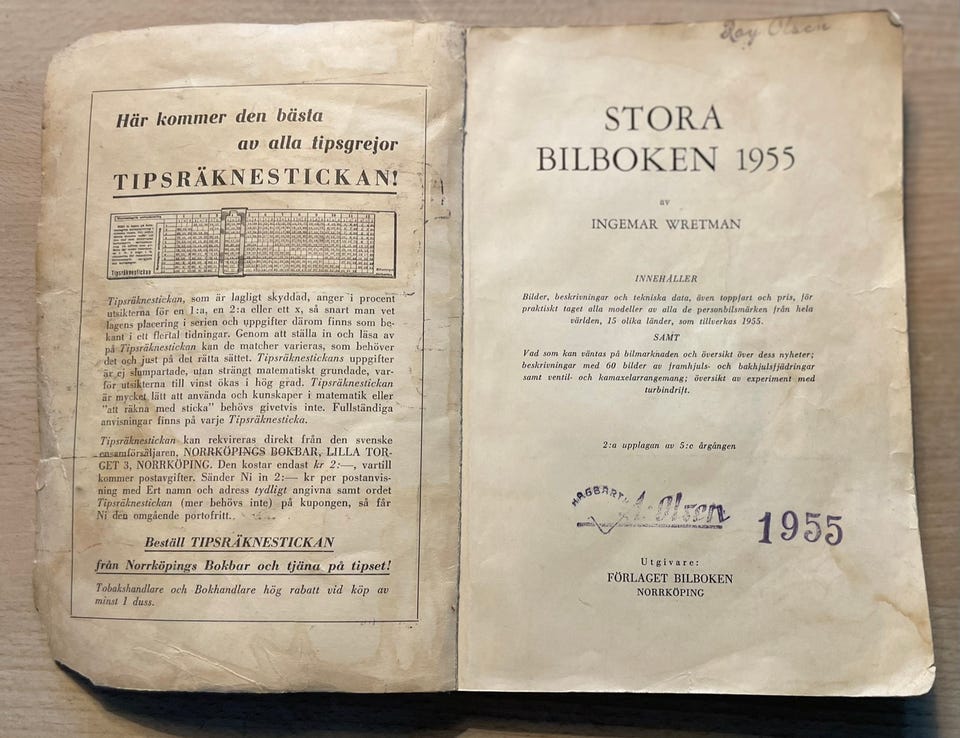 Här kommer den bästa
av alla tipsgrejor
TIPSRÄKNESTICKAN!
Tipsräknestickan
Tipsräknestickan, som är lagligt skyddad, anger i procent
utsikterna för en 1:a, en 2:a eller ett x, så snart man vet
lagens placering i serien och uppgifter därom finns som be-
kant i ett flertal tidningar. Genom att ställa in och läsa av
på Tipsräknestickan kan de matcher varieras, som behöver
det och just på det rätta sättet. Tipsräknestickans uppgifter
är ej slumpartade, utan strängt matematiskt grundade, var-
för utsikterna till vinst ökas i hög grad. Tipsräknestickan
är mycket lätt att använda och kunskaper i matematik eller
"att räkna med sticka" behövs givetvis inte. Fullständiga
anvisningar finns på varje Tipsräknesticka.
Tipsräknestickan kan rekvireras direkt från den svenske
ensamförsäljaren, NORRKÖPINGS BOKBAR, LILLA TOR-
GET 3, NORRKÖPING. Den kostar endast kr 2:—, vartill
kommer postavgifter. Sänder Ni in 2:— kr per postanvis-
ning med Ert namn och adress tydligt angivna samt ordet
Tipsräknestickan (mer behövs inte) på kupongen, så får
Ni den omgående portofritt.
Beställ TIPSRÄKNESTICKAN
från Norrköpings Bokbar och tjäna på tipset!
Tobakshandlare och Bokhandlare hög rabatt vid köp av
minst 1 duss.
Roy Olsen
STORA
BILBOKEN 1955
av
INGEMAR WRETMAN
INNEHÅLLER
Bilder, beskrivningar och tekniska data, även toppfart och pris, för
praktiskt taget alla modeller av alla de personbilsmärken från hela
världen, 15 olika länder, som tillverkas 1955.
SAMT
Vad som kan väntas på bilmarknaden och översikt över dess nyheter;
beskrivningar med 60 bilder av framhjuls- och bakhjulsfjädringar
samt ventil- och kamaxelarrangemang; översikt av experiment med
turbindrift.
2:a upplagan av 5:e årgången
HAGBART
A. Olsen 1955
Utgivare:
FÖRLAGET BILBOKEN
NORRKÖPING